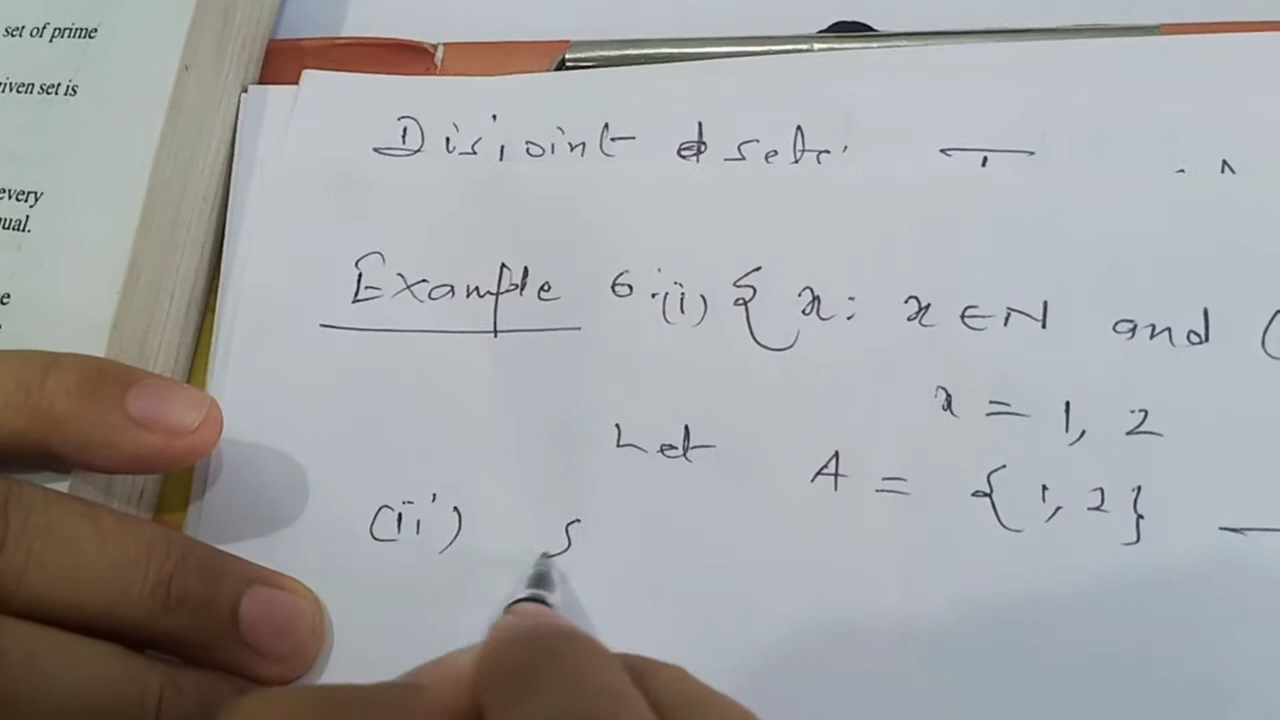 set of prime
iven set is
every
ual.
e
Disjoint sets.
Example 6.(i) { x : x ∈ N and (
x = 1, 2
Let A = {1, 2}
(ii)